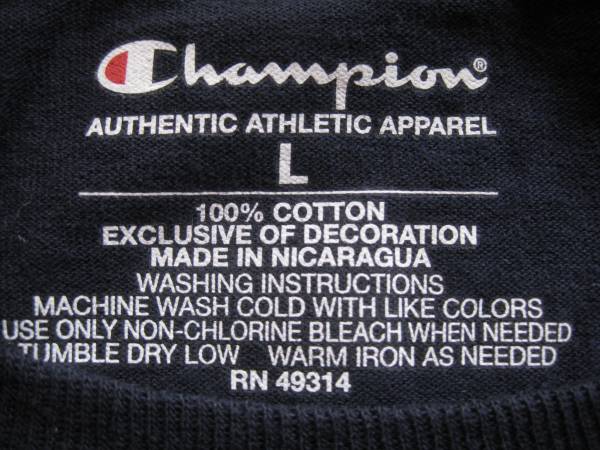 Champion®
AUTHENTIC ATHLETIC APPAREL
L
100% COTTON
EXCLUSIVE OF DECORATION
MADE IN NICARAGUA
WASHING INSTRUCTIONS
MACHINE WASH COLD WITH LIKE COLORS
USE ONLY NON-CHLORINE BLEACH WHEN NEEDED
TUMBLE DRY LOW WARM IRON AS NEEDED
RN 49314